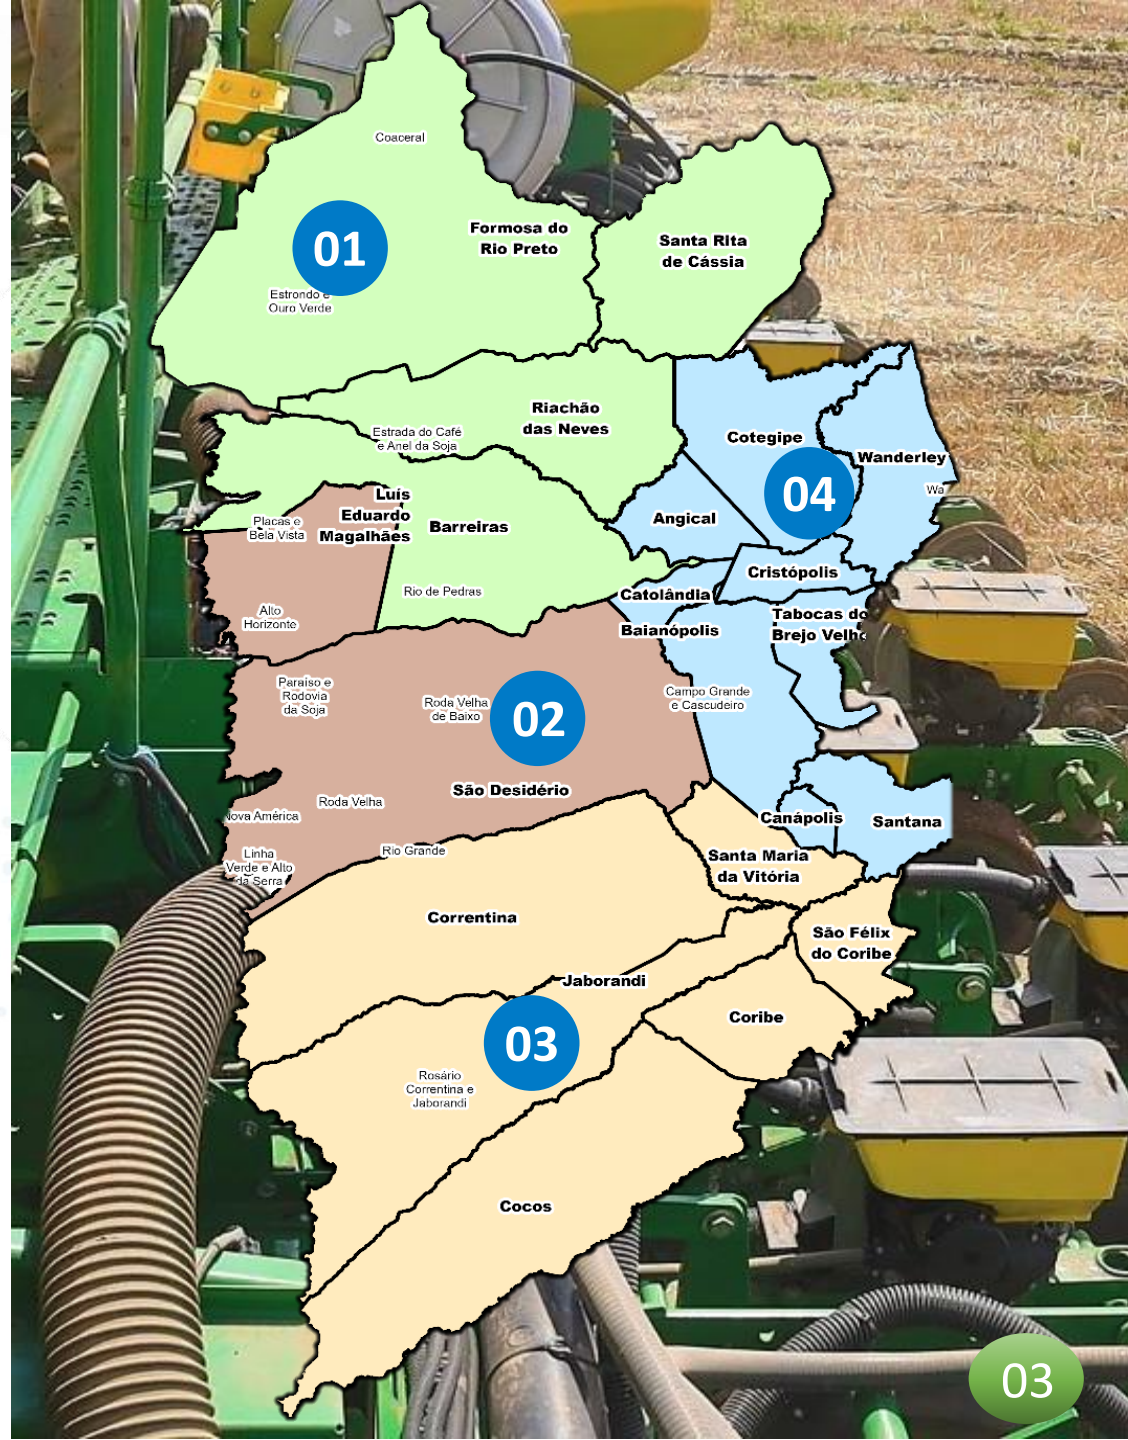 Coaceral
01
Formosa do
Rio Preto
Santa RIta
de Cássia
Estrondo e
Ouro Verde
Riachão
das Neves
Estrada do Café
e Anel da Soja
Cotegipe
Wanderley
04
Wa
Luís
Eduardo
Magalhães
Placas e
Bela Vista
Barreiras
Angical
Cristópolis
Rio de Pedras
Catolândia
Alto
Horizonte
Tabocas do
Brejo Velho
Baianópolis
Paraíso e
Rodovia
da Soja
Roda Velha
de Baixo
02
Campo Grande
e Cascudeiro
São Desidério
Roda Velha
Nova América
Canápolis
Santana
Linha
Verde e Alto
da Serra
Rio Grande
Santa Maria
da Vitória
Correntina
São Félix
do Coribe
Jaborandi
Coribe
03
Rosário
Correntina e
Jaborandi
Cocos
03